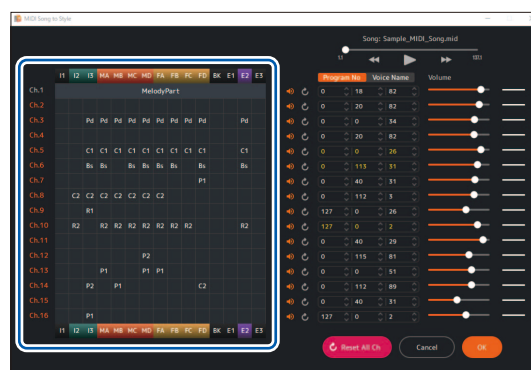 MIDI Song to Style
Song: Sample_MIDI_Song.mid
1.1 100.1
Program No Voice Name Volume
I1 I2 I3 MA MB MC MD FA FB FC FD BK E1 E2 E3
Ch.1 MelodyPart 0 18 82
Ch.2 0 20 82
Ch.3 Pd Pd Pd Pd Pd Pd Pd Pd Pd 0 0 34
Ch.4 0 20 82
Ch.5 C1 C1 C1 C1 C1 C1 C1 C1 C1 0 0 26
Ch.6 Bs Bs Bs Bs Bs Bs Bs Bs 0 113 31
Ch.7 P1 0 40 31
Ch.8 C2 C2 C2 C2 C2 C2 C2 0 112 3
Ch.9 R1 127 0 26
Ch.10 R2 R2 R2 R2 R2 R2 R2 R2 127 0 2
Ch.11 0 40 29
Ch.12 P2 0 115 81
Ch.13 P1 P1 P1 0 0 51
Ch.14 P2 P1 C2 0 112 89
Ch.15 0 40 31
Ch.16 P1 127 0 2
I1 I2 I3 MA MB MC MD FA FB FC FD BK E1 E2 E3
Reset All Ch Cancel OK